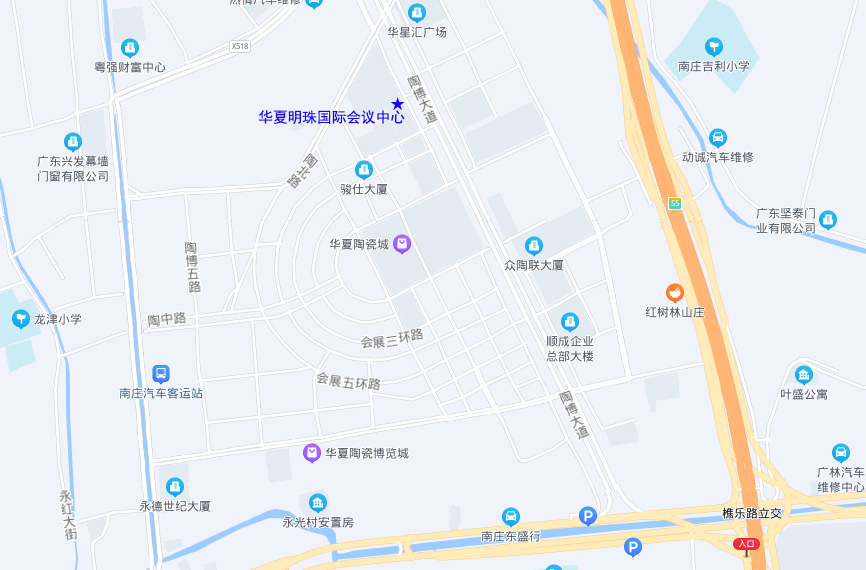 热情汽车维修
华星汇广场
粤强财富中心
X518
南庄吉利小学
陶博大道
华夏明珠国际会议中心
动诚汽车维修
广东兴发幕墙
门窗有限公司
陶北路
骏仕大厦
S5
广东坚泰门
业有限公司
华夏陶瓷城
陶博五路
众陶联大厦
红树林山庄
龙津小学
陶中路
会展三环路
顺成企业
总部大楼
会展五环路
南庄汽车客运站
叶盛公寓
陶博大道
华夏陶瓷博览城
广林汽车
维修中心
永德世纪大厦
永红大街
永光村安置房
南庄东盛行
P
樵乐路立交
P
入口